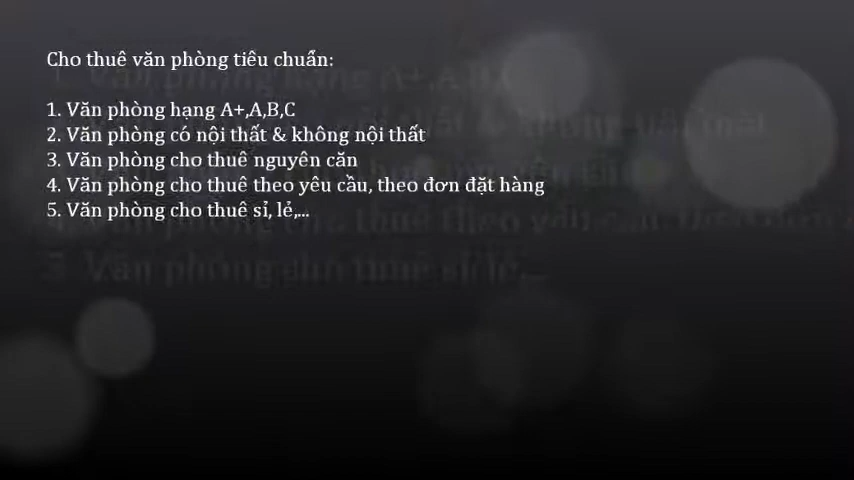 Cho thuê văn phòng tiêu chuẩn:
1. Văn phòng hạng A+,A,B,C
2. Văn phòng có nội thất & không nội thất
3. Văn phòng cho thuê nguyên căn
4. Văn phòng cho thuê theo yêu cầu, theo đơn đặt hàng
5. Văn phòng cho thuê sỉ, lẻ,...